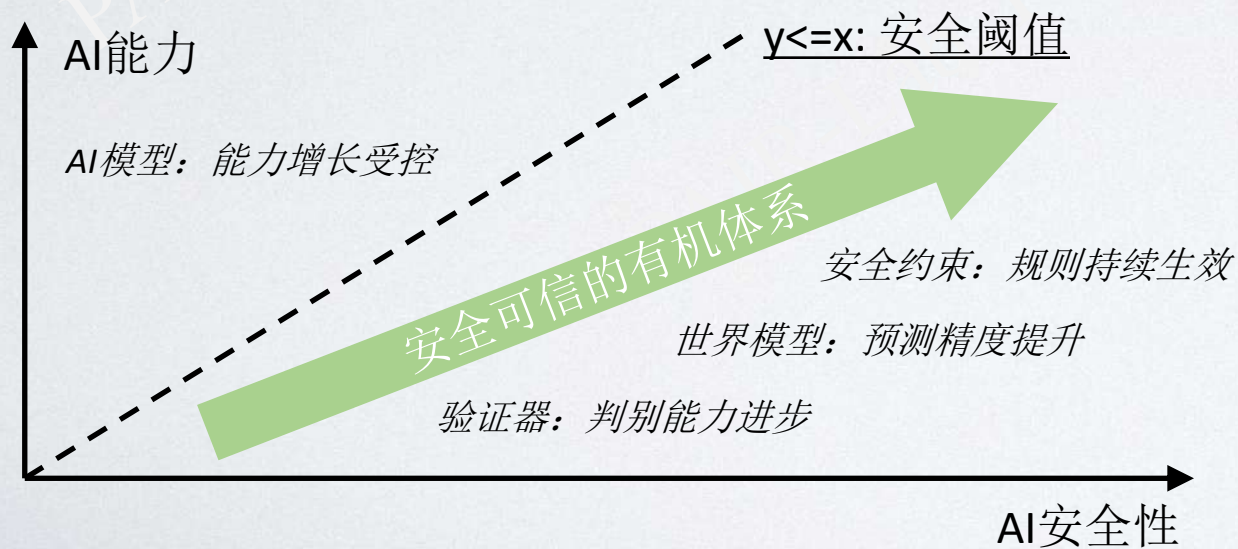 AI能力
y<=x: 安全阈值
AI模型：能力增长受控
安全可信的有机体系
安全约束：规则持续生效
世界模型：预测精度提升
验证器：判别能力进步
AI安全性